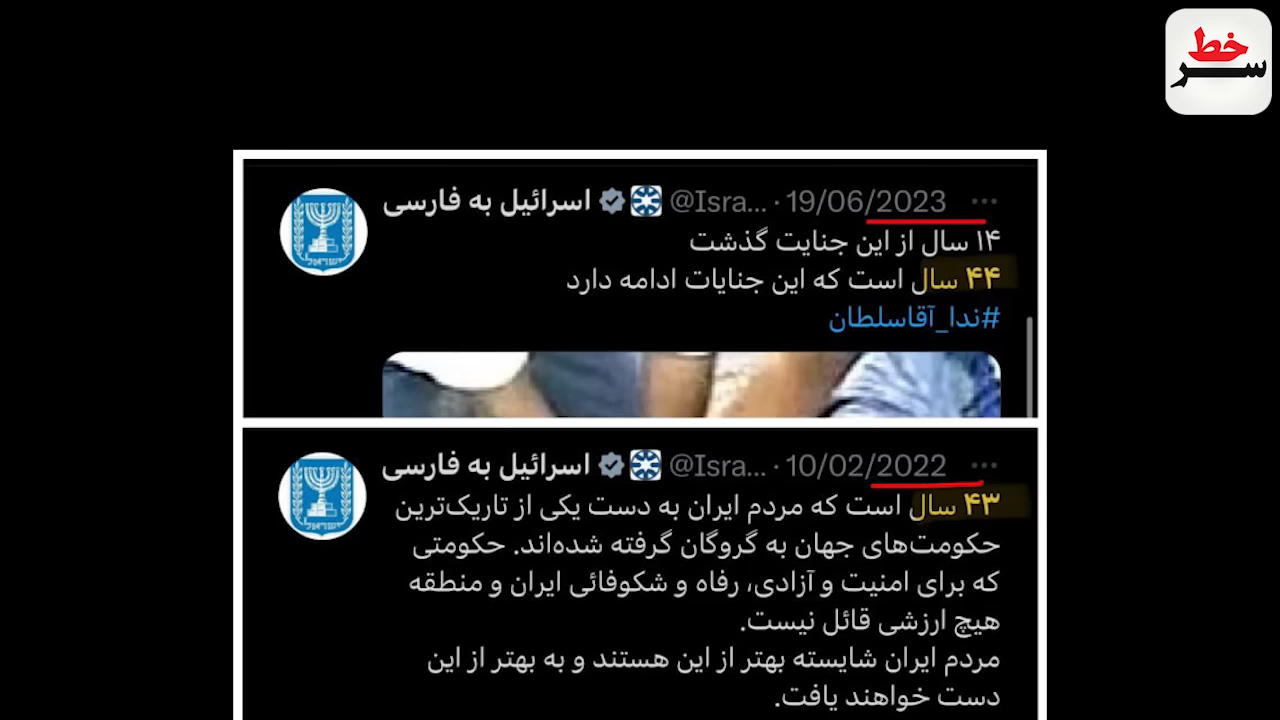 خط
سر
اسرائیل به فارسی @Isra... · 19/06/2023
۱۴ سال از این جنایت گذشت
۴۴ سال است که این جنایات ادامه دارد
#ندا_آقاسلطان
اسرائیل به فارسی @Isra... · 10/02/2022
۴۳ سال است که مردم ایران به دست یکی از تاریک‌ترین
حکومت‌های جهان به گروگان گرفته شده‌اند. حکومتی
که برای امنیت و آزادی، رفاه و شکوفائی ایران و منطقه
هیچ ارزشی قائل نیست.
مردم ایران شایسته بهتر از این هستند و به بهتر از این
دست خواهند یافت.
ישראל
ישראל